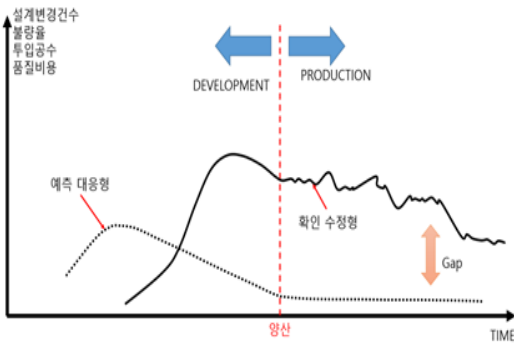 설계변경건수
불량율
투입공수
품질비용
DEVELOPMENT
PRODUCTION
예측 대응형
확인 수정형
Gap
양산
TIME